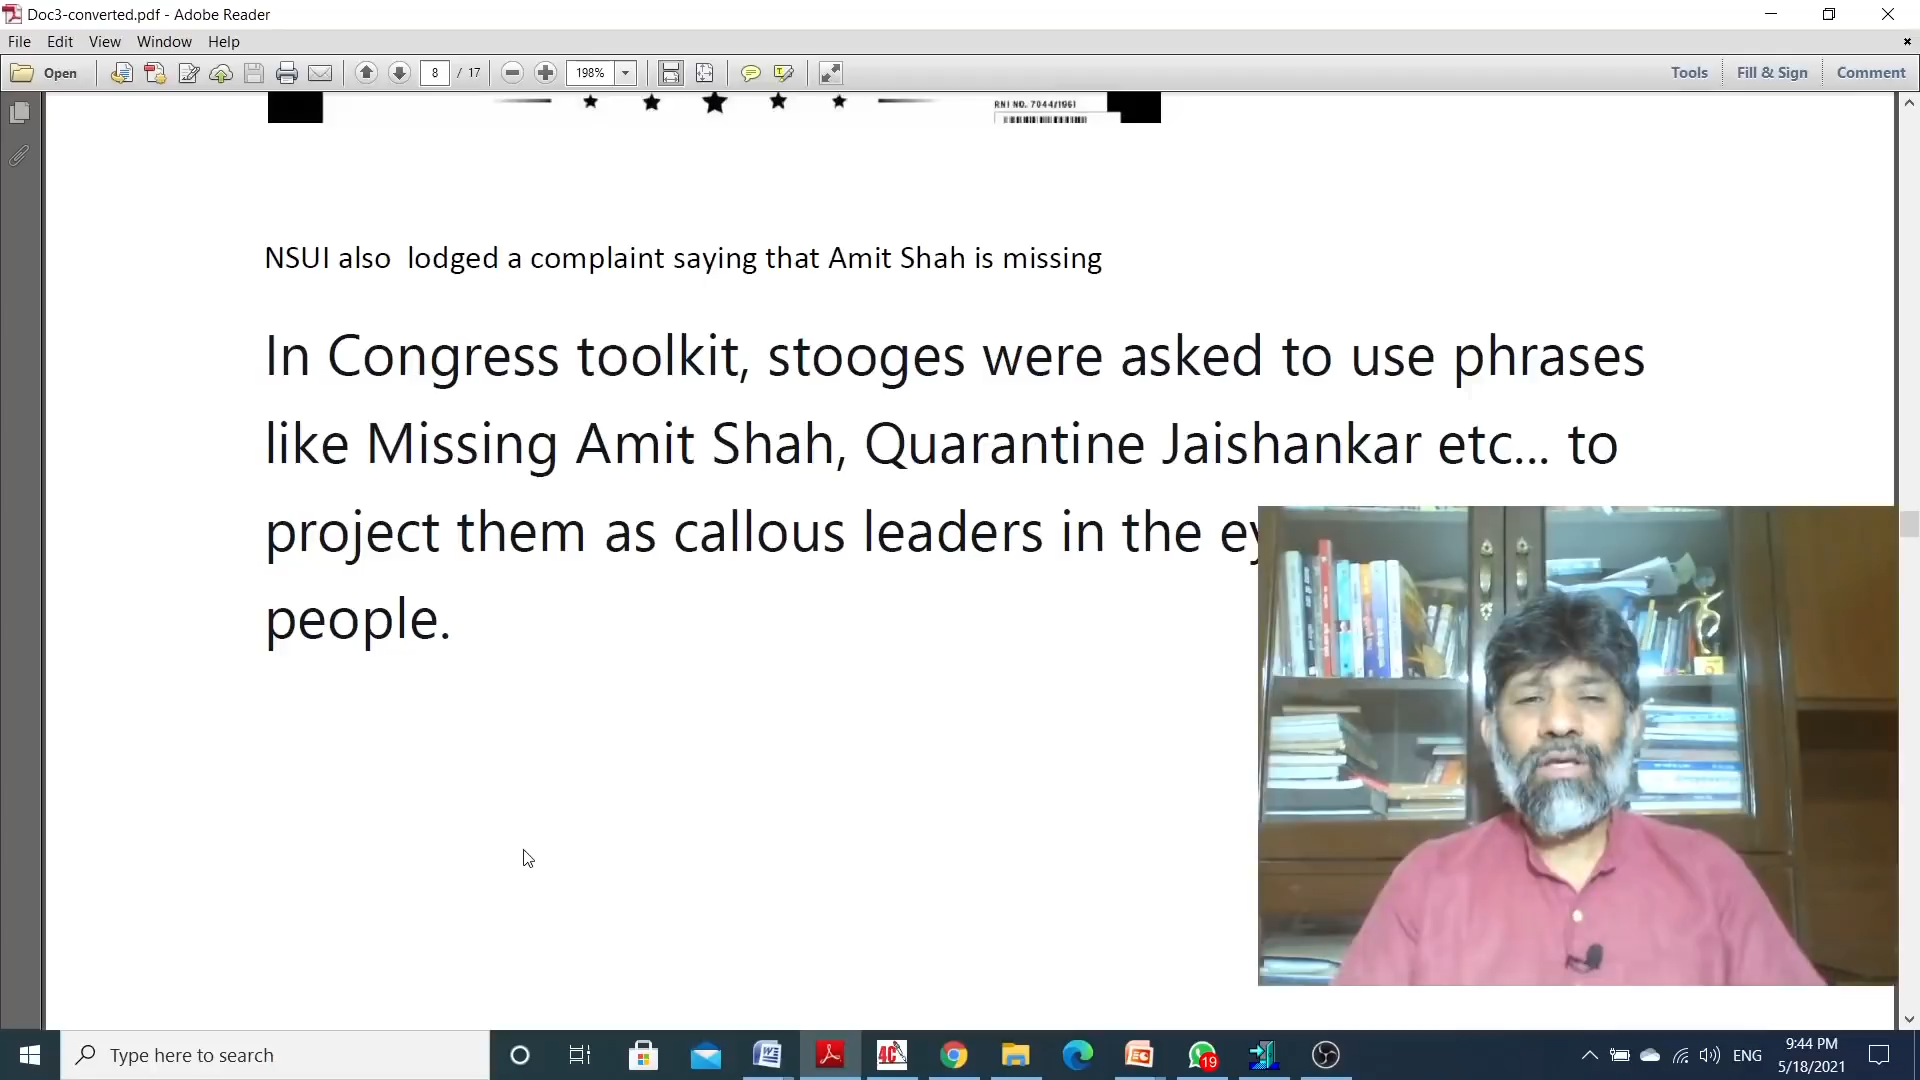 Doc3-converted.pdf - Adobe Reader
File Edit View Window Help
Open 8 / 17 198% Tools Fill & Sign Comment
RNI NO. 7044/1961
NSUI also lodged a complaint saying that Amit Shah is missing
In Congress toolkit, stooges were asked to use phrases
like Missing Amit Shah, Quarantine Jaishankar etc... to
project them as callous leaders in the ey
people.
Type here to search
19
ENG
9:44 PM
5/18/2021